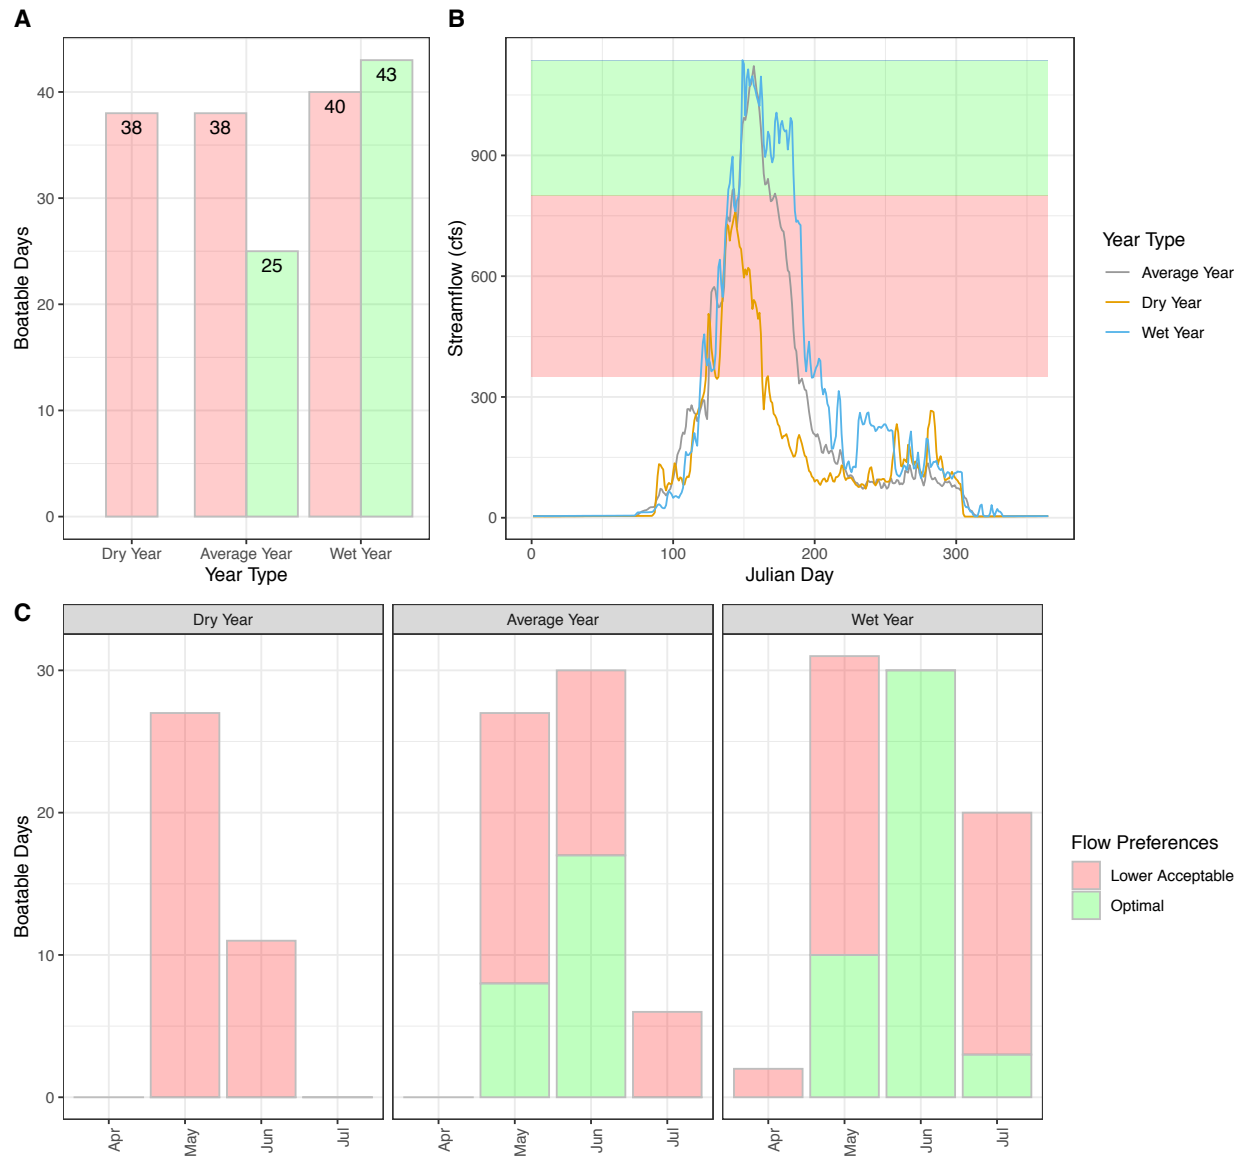 A
Boatable Days
40
30
20
10
0
38
38
25
40
43
Dry Year
Average Year
Wet Year
Year Type
B
Streamflow (cfs)
900
600
300
0
0
100
200
300
Julian Day
Year Type
Average Year
Dry Year
Wet Year
C
Dry Year
Average Year
Wet Year
Boatable Days
30
20
10
0
Apr
May
Jun
Jul
Apr
May
Jun
Jul
Apr
May
Jun
Jul
Flow Preferences
Lower Acceptable
Optimal